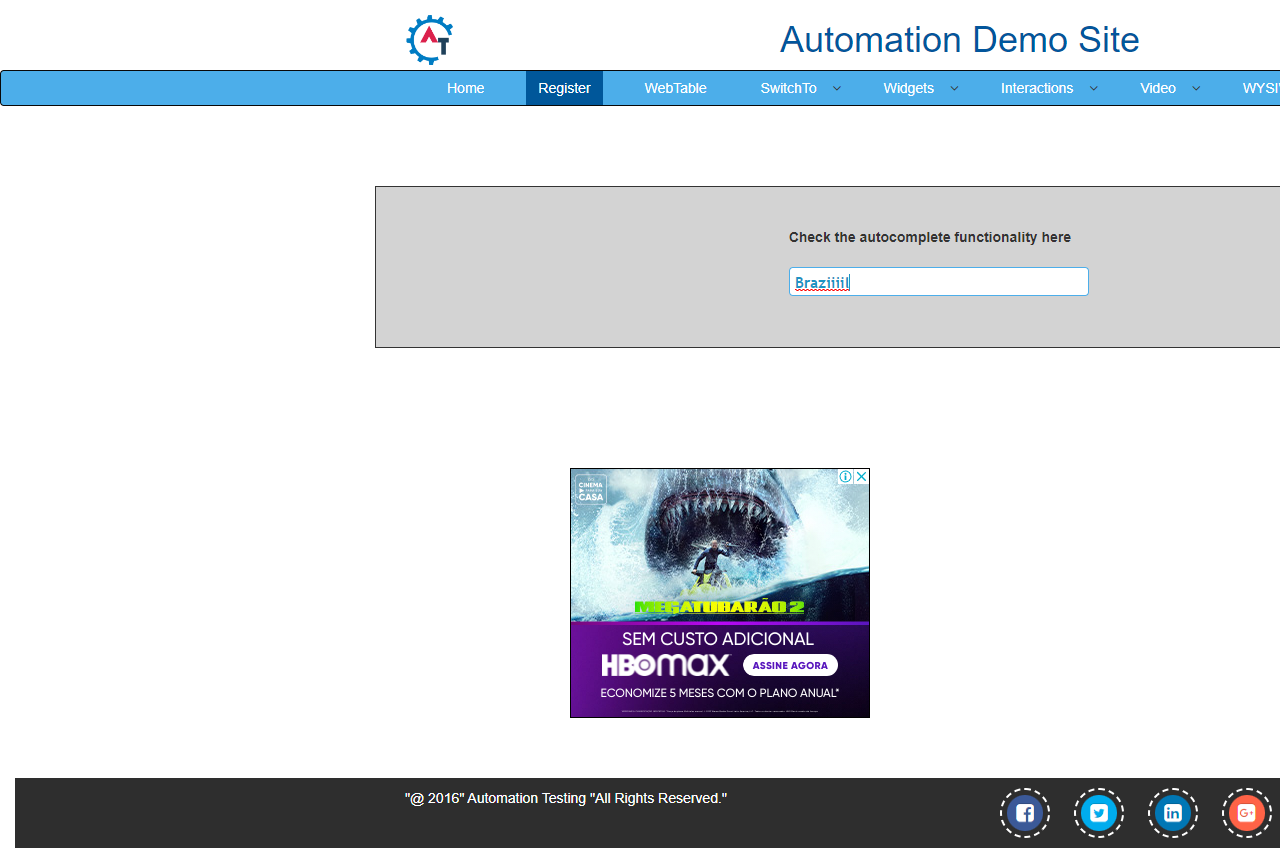 AT
Automation Demo Site
Home Register WebTable SwitchTo Widgets Interactions Video WYSI
Check the autocomplete functionality here
Braziiiil
CINEMA
CASA
MEGATUBARÃO 2
SEM CUSTO ADICIONAL
HBOMAX ASSINE AGORA
ECONOMIZE 5 MESES COM O PLANO ANUAL*
"@ 2016" Automation Testing "All Rights Reserved."
f in G+